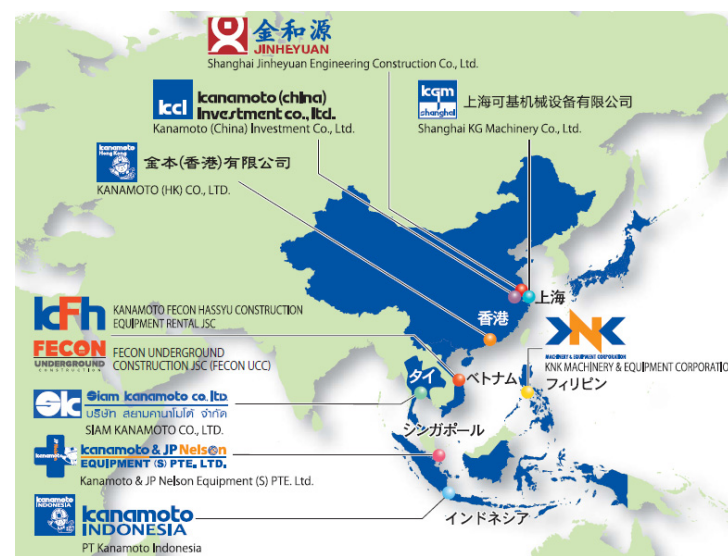 金和源
JINHEYUAN
Shanghai Jinheyuan Engineering Construction Co., Ltd.
kcl
kanamoto (china)
Investment co., ltd.
Kanamoto (China) Investment Co., Ltd.
kgm
shanghai
上海可基机械设备有限公司
Shanghai KG Machinery Co., Ltd.
kanamoto
Hong Kong
金本(香港)有限公司
KANAMOTO (HK) CO., LTD.
上海
香港
kFh
KANAMOTO FECON HASSYU CONSTRUCTION
EQUIPMENT RENTAL JSC
FECON
UNDERGROUND
CONSTRUCTION
FECON UNDERGROUND
CONSTRUCTION JSC (FECON UCC)
KNK
MACHINERY & EQUIPMENT CORPORATION
KNK MACHINERY & EQUIPMENT CORPORATION
フィリピン
タイ
ベトナム
sk
Siam kanamoto co.,ltd.
บริษัท สยามคานาโมโต้ จำกัด
SIAM KANAMOTO CO., LTD.
シンガポール
kanamoto & JP Nelson
EQUIPMENT (S) PTE. LTD.
Kanamoto & JP Nelson Equipment (S) PTE. Ltd.
kanamoto
INDONESIA
PT Kanamoto Indonesia
インドネシア